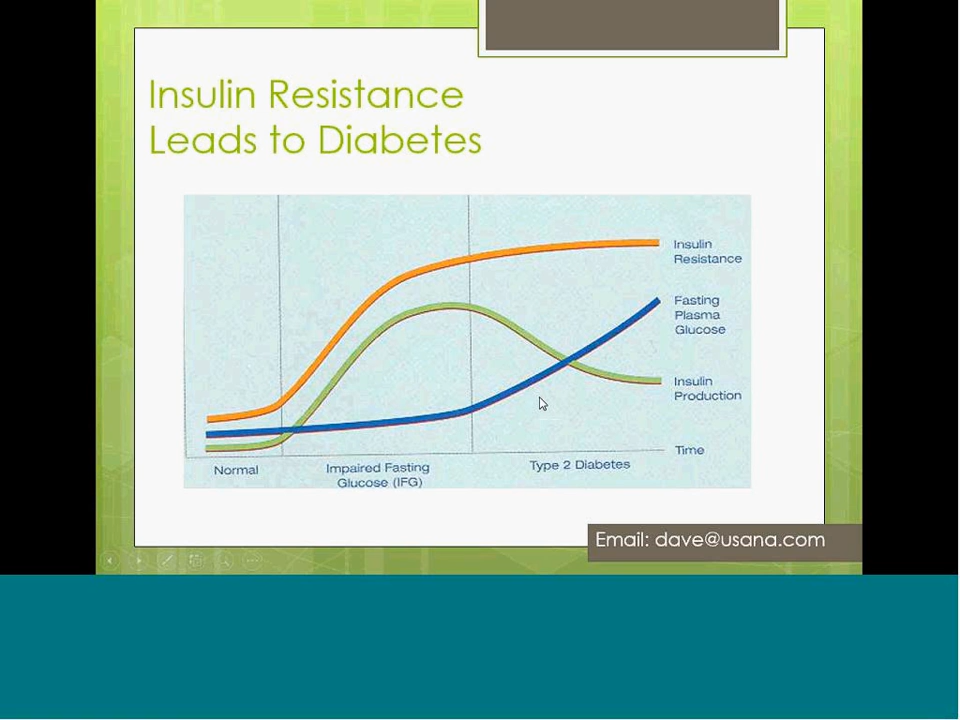 Insulin Resistance
Leads to Diabetes
Insulin
Resistance
Fasting
Plasma
Glucose
Insulin
Production
Time
Normal
Impaired Fasting
Glucose (IFG)
Type 2 Diabetes
Email: dave@usana.com